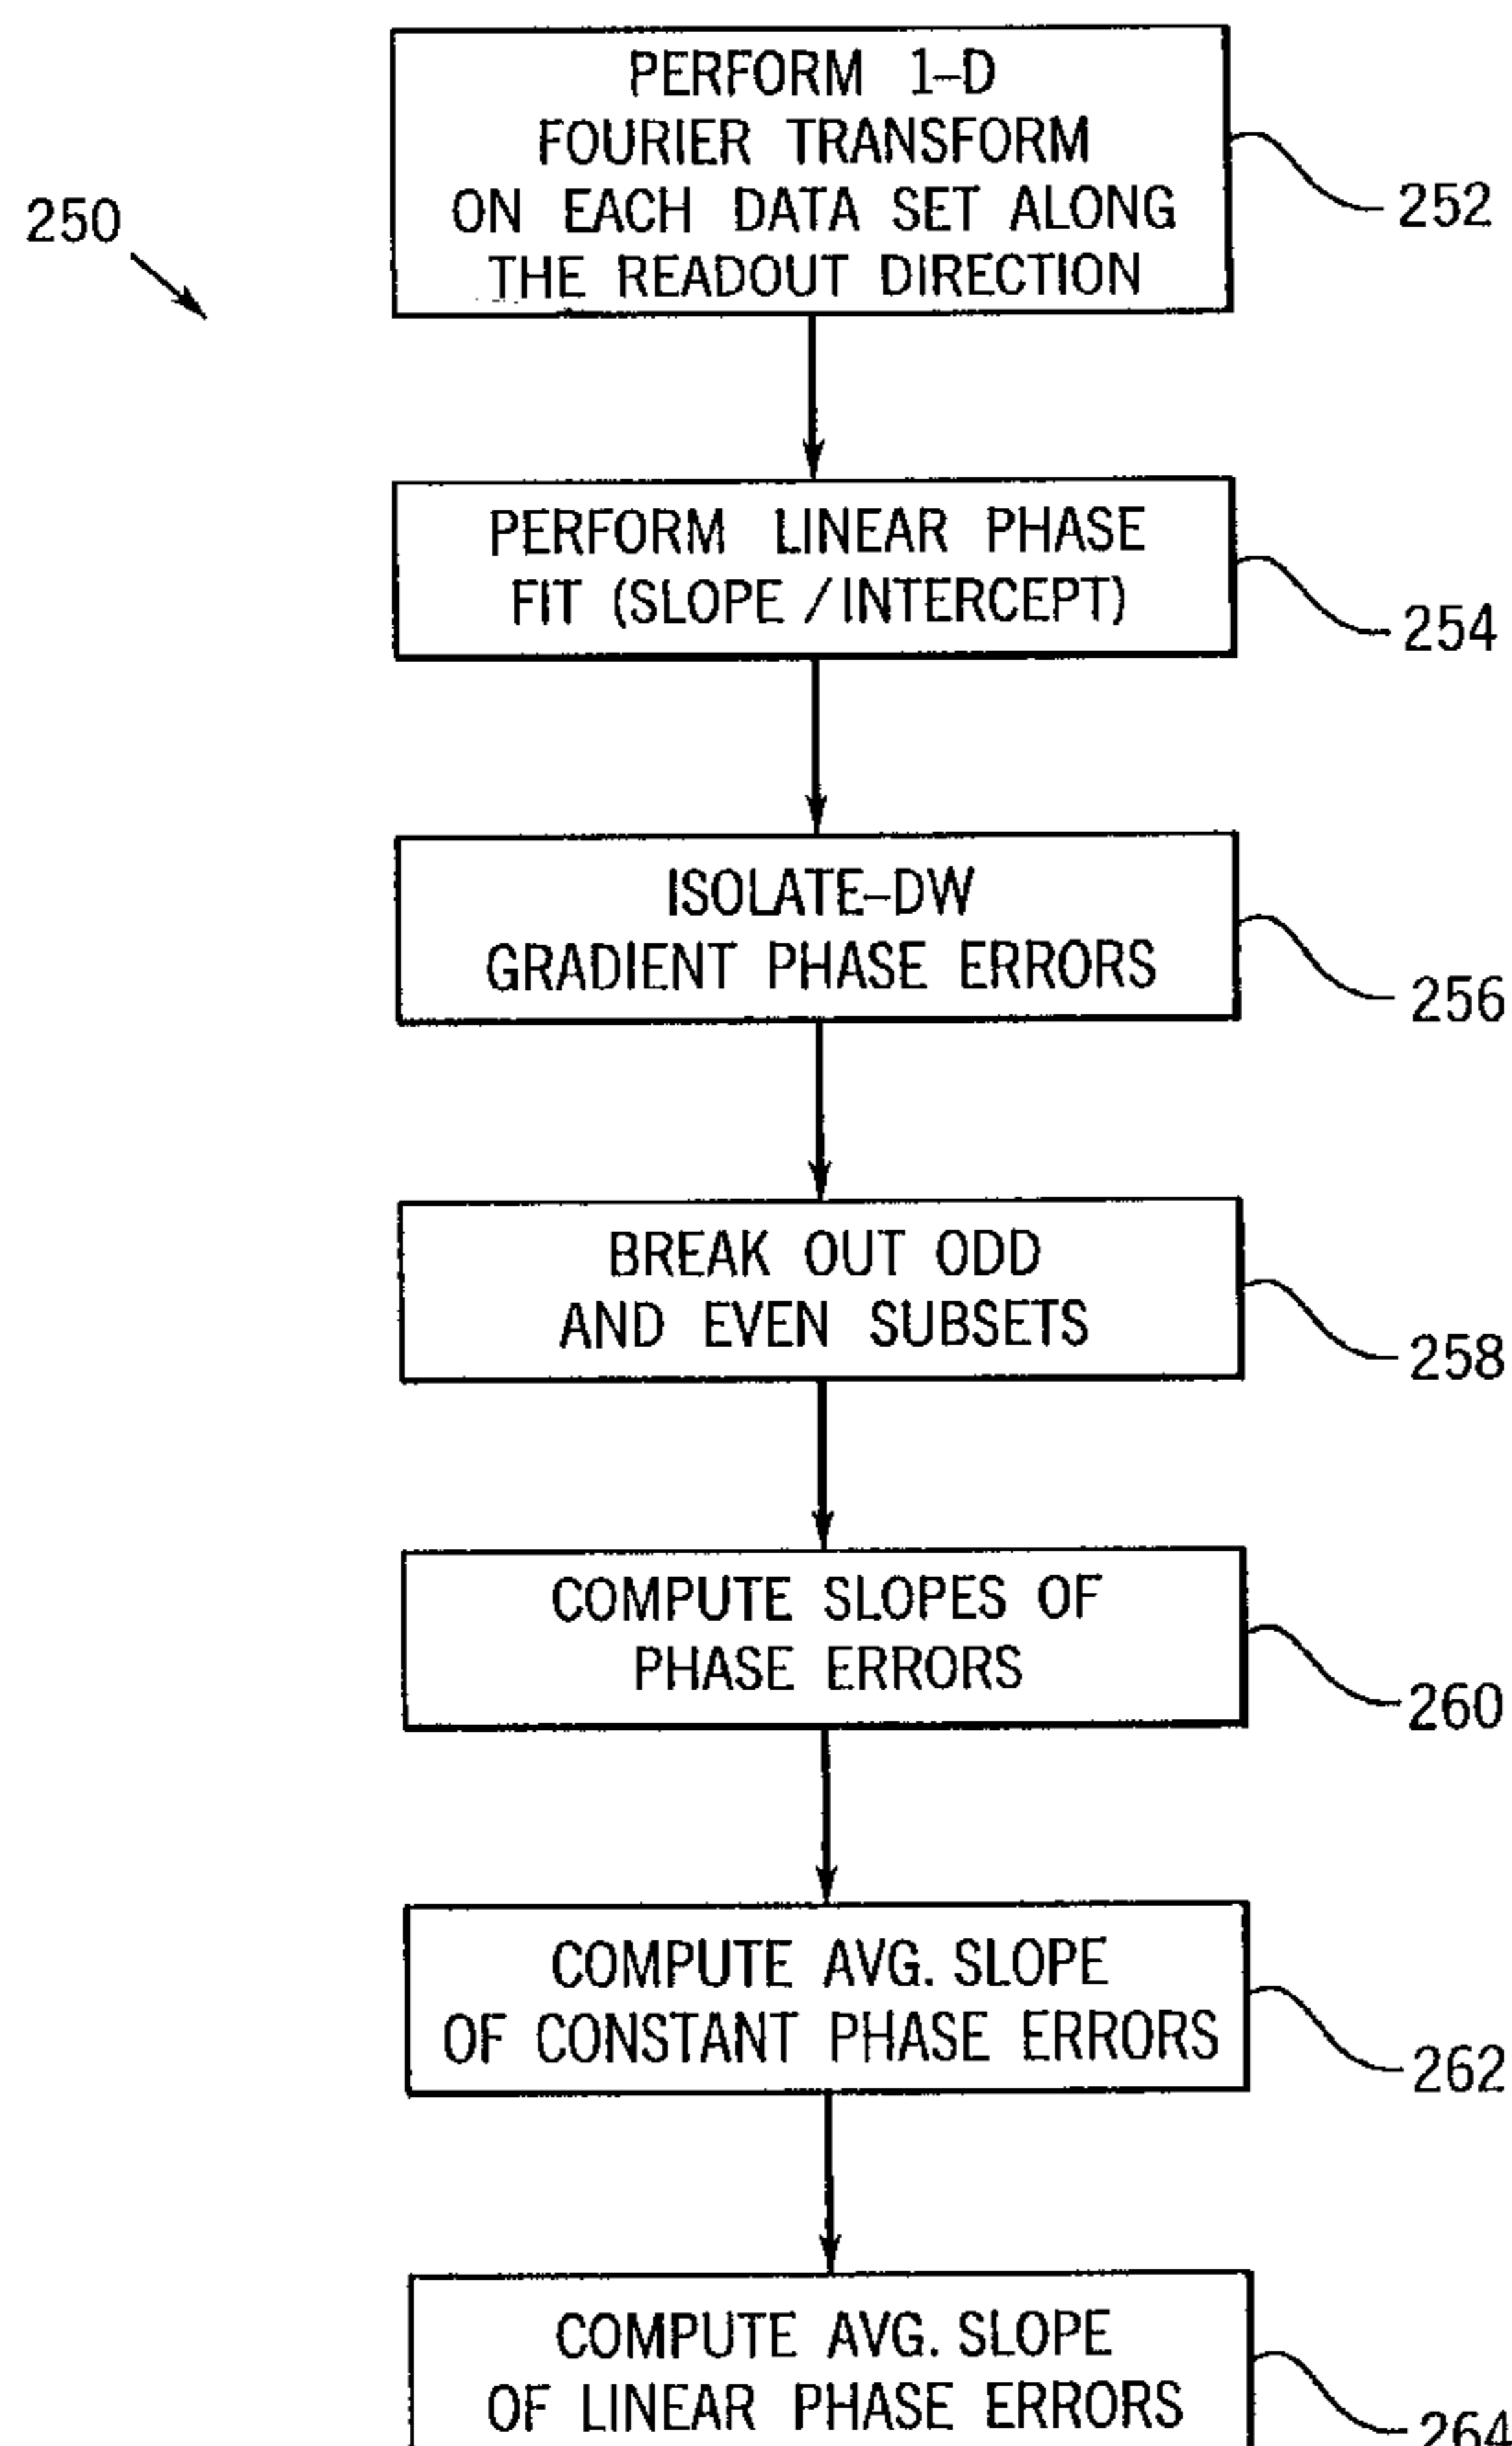 PERFORM 1-D
FOURIER TRANSFORM
ON EACH DATA SET ALONG
THE READOUT DIRECTION
252
250
PERFORM LINEAR PHASE
FIT (SLOPE/INTERCEPT)
254
ISOLATE-DW
GRADIENT PHASE ERRORS
256
BREAK OUT ODD
AND EVEN SUBSETS
258
COMPUTE SLOPES OF
PHASE ERRORS
260
COMPUTE AVG. SLOPE
OF CONSTANT PHASE ERRORS
262
COMPUTE AVG. SLOPE
OF LINEAR PHASE ERRORS
264